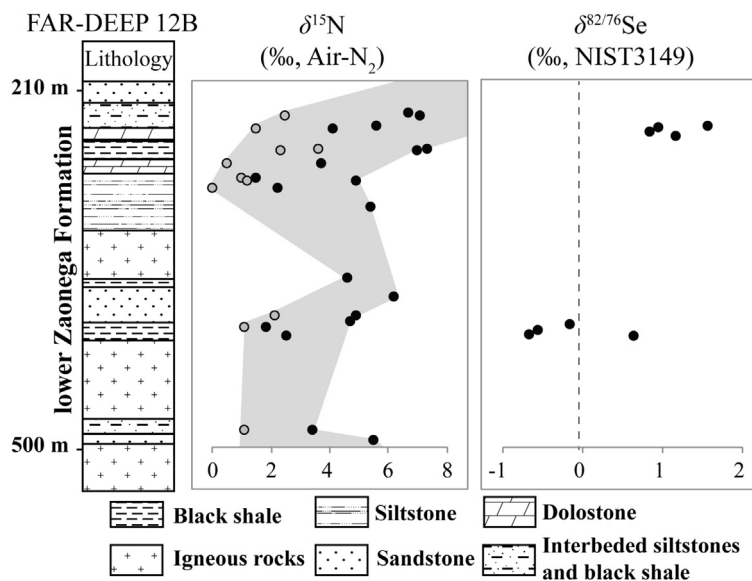 FAR-DEEP 12B
δ¹⁵N
(‰, Air-N₂)
δ⁸²/⁷⁶Se
(‰, NIST3149)
Lithology
210 m
lower Zaonega Formation
500 m
0 2 4 6 8
-1 0 1 2
Black shale
Siltstone
Dolostone
Igneous rocks
Sandstone
Interbeded siltstones
and black shale